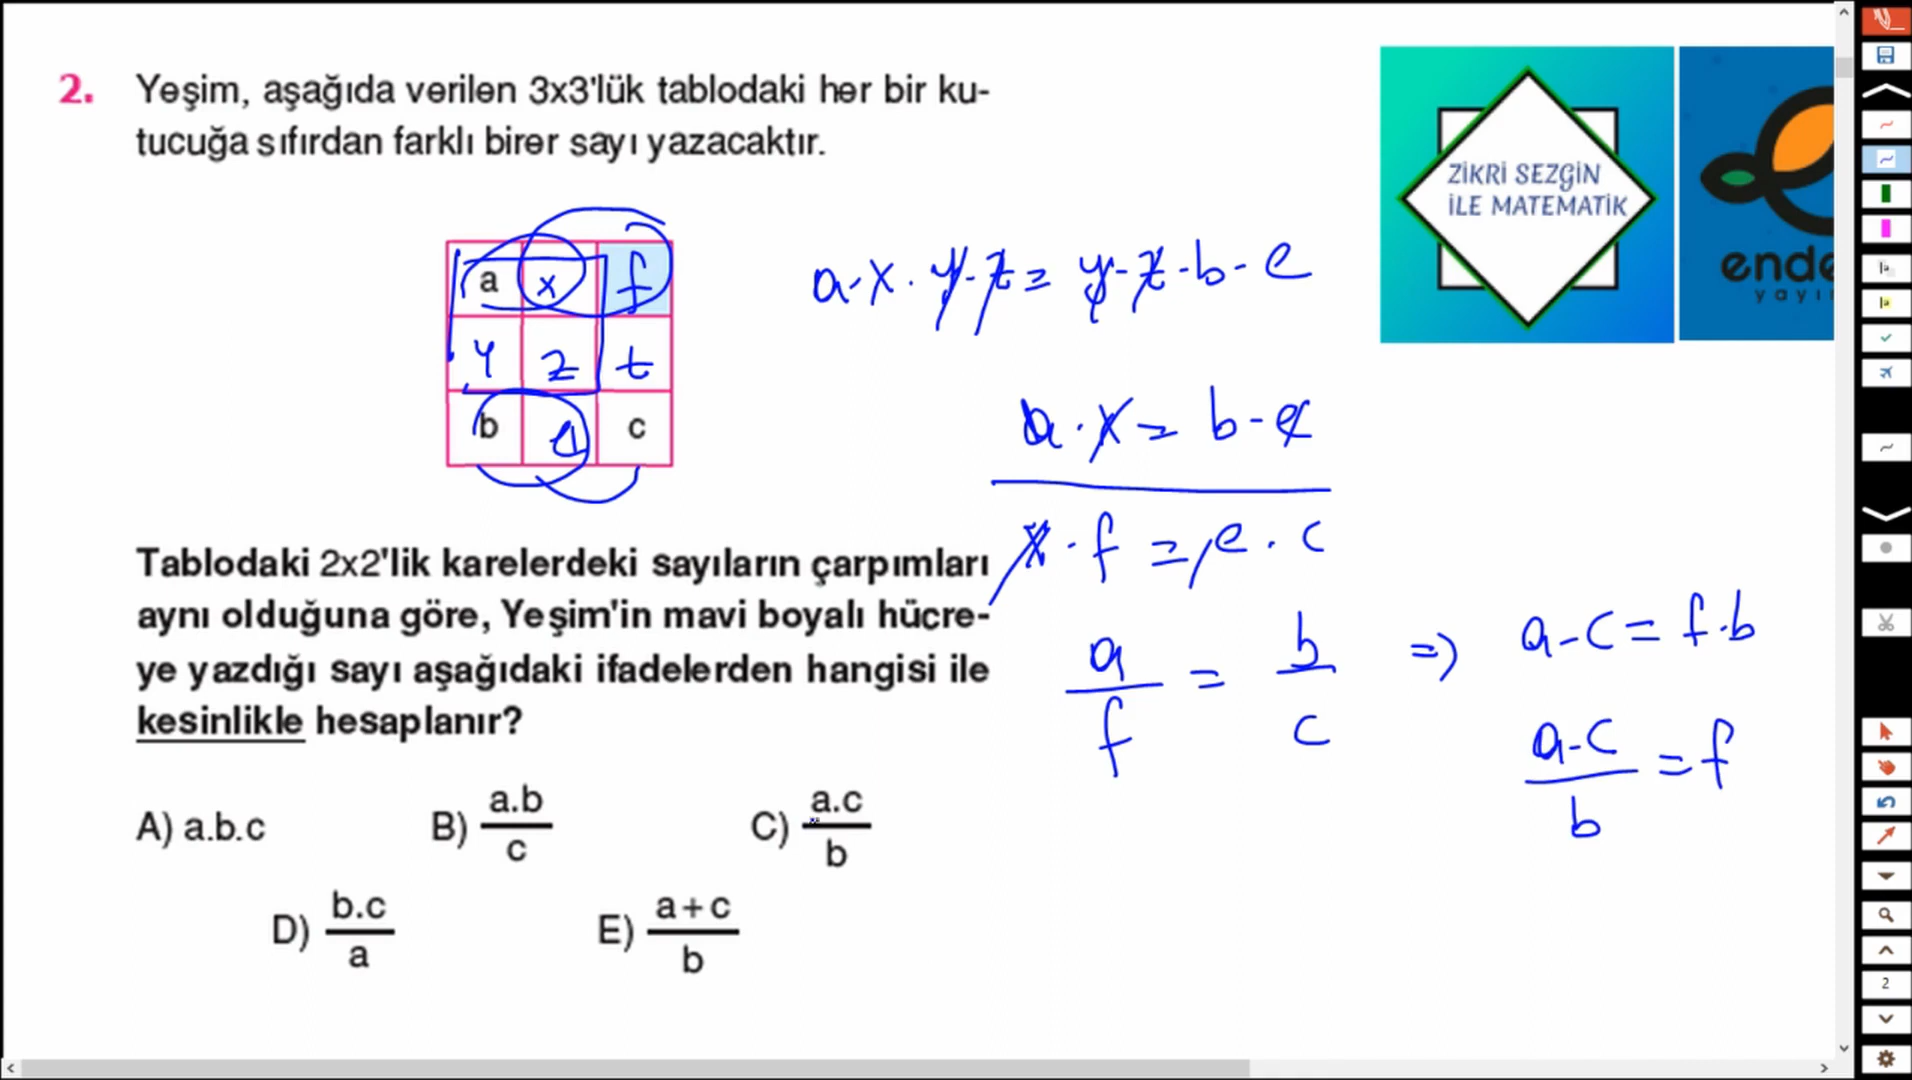 2. Yeşim, aşağıda verilen 3x3'lük tablodaki her bir ku-
tucuğa sıfırdan farklı birer sayı yazacaktır.
a x f
y z t
b e c
Tablodaki 2x2'lik karelerdeki sayıların çarpımları
aynı olduğuna göre, Yeşim'in mavi boyalı hücre-
ye yazdığı sayı aşağıdaki ifadelerden hangisi ile
kesinlikle hesaplanır?
A) a.b.c B) a.b/c C) a.c/b
D) b.c/a E) a+c/b
a.x.y.z = y.z.b.e
a.x = b.e
x.f = e.c
a/f = b/c => a.c = f.b
a.c/b = f
ZİKRİ SEZGİN
İLE MATEMATİK
ende
yayı
2